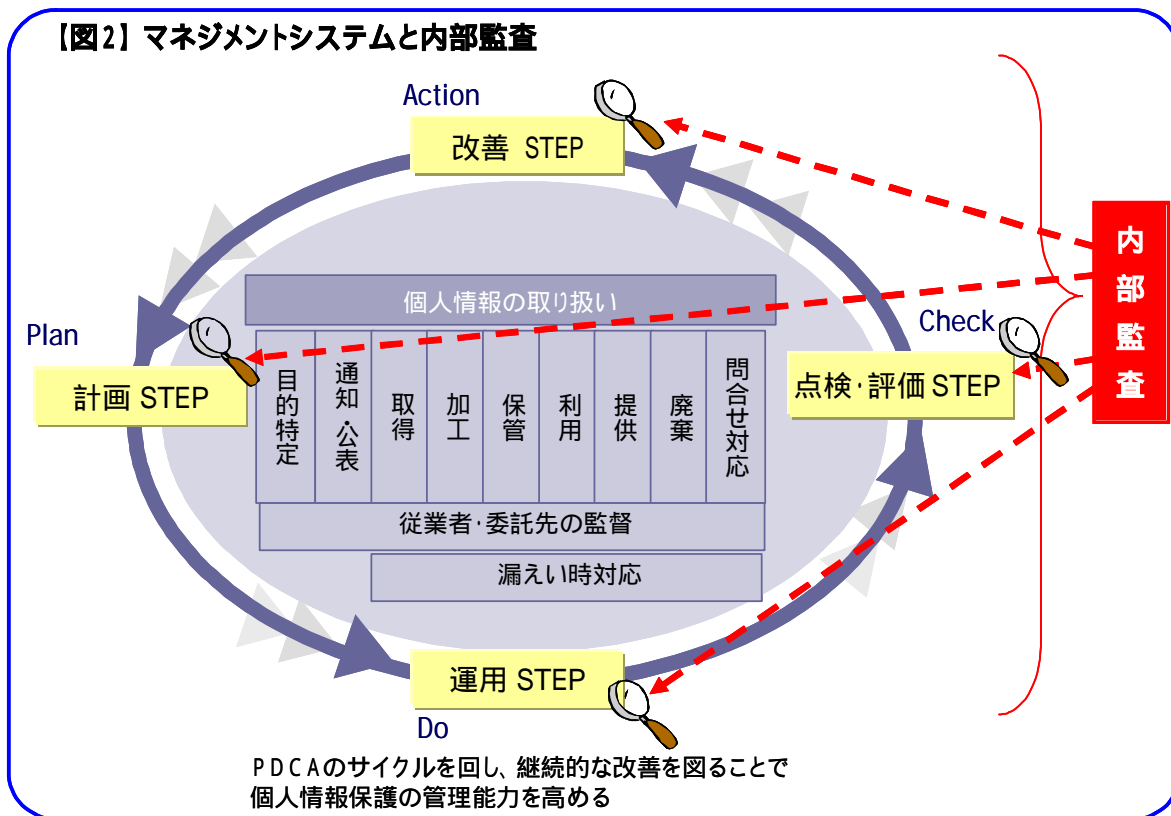 【図2】 マネジメントシステムと内部監査
Action
改善 STEP
Plan
計画 STEP
Check
点検・評価 STEP
内部監査
個人情報の取り扱い
目的特定
通知・公表
取得
加工
保管
利用
提供
廃棄
問合せ対応
従業者・委託先の監督
漏えい時対応
運用 STEP
Do
PDCAのサイクルを回し、継続的な改善を図ることで
個人情報保護の管理能力を高める